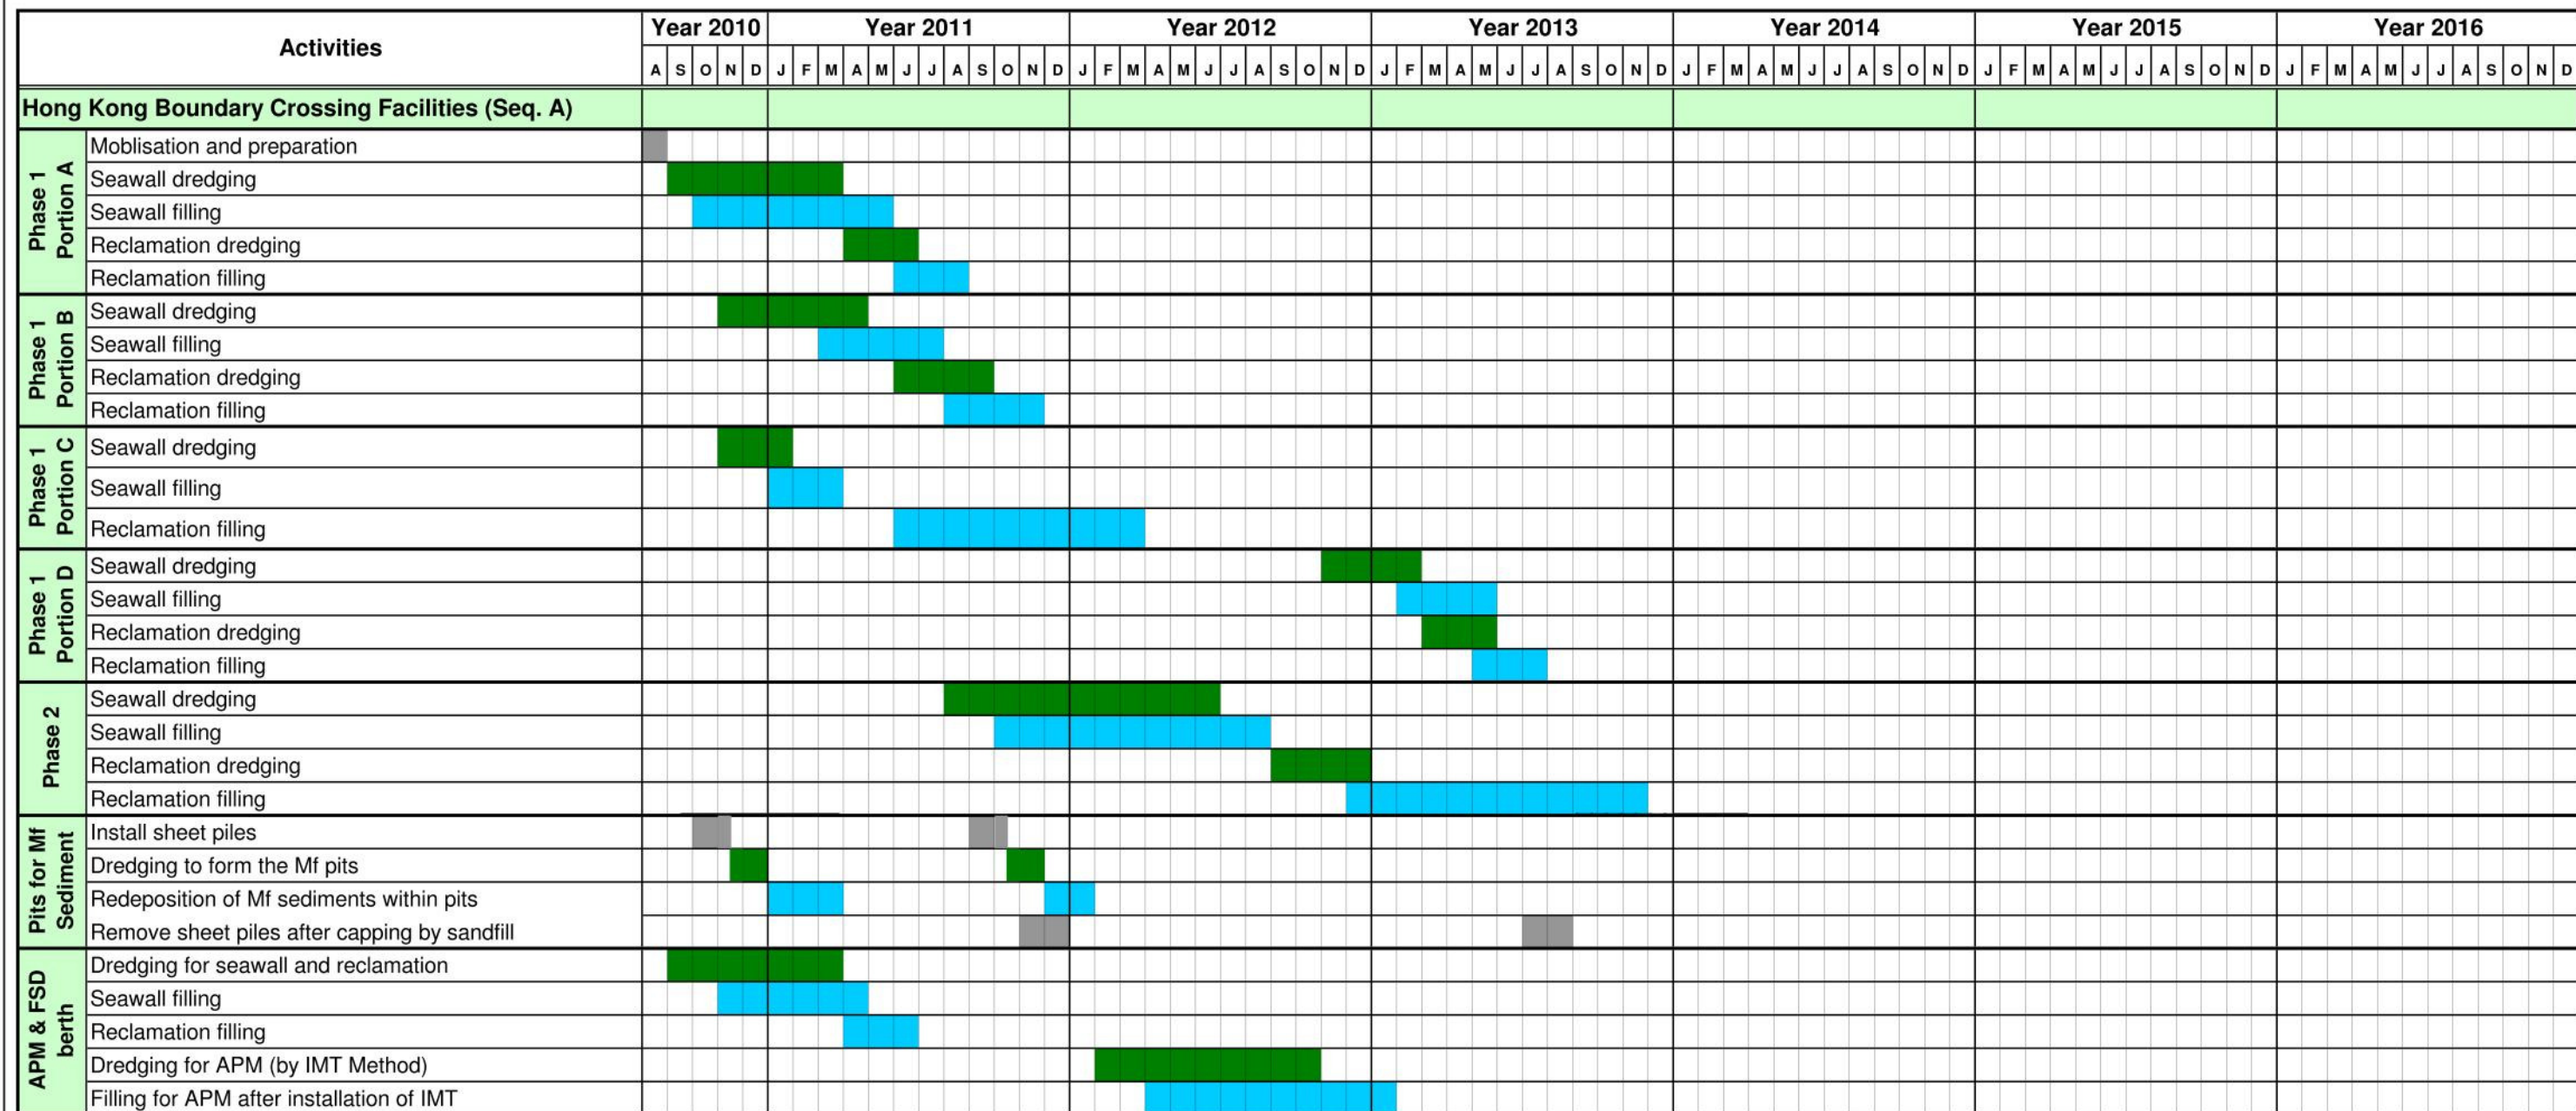 Activities
Year 2010 Year 2011 Year 2012 Year 2013 Year 2014 Year 2015 Year 2016
A S O N D J F M A M J J A S O N D J F M A M J J A S O N D J F M A M J J A S O N D J F M A M J J A S O N D J F M A M J J A S O N D J F M A M J J A S O N D
Hong Kong Boundary Crossing Facilities (Seq. A)
Phase 1
Portion A
Moblisation and preparation
Seawall dredging
Seawall filling
Reclamation dredging
Reclamation filling
Phase 1
Portion B
Seawall dredging
Seawall filling
Reclamation dredging
Reclamation filling
Phase 1
Portion C
Seawall dredging
Seawall filling
Reclamation filling
Phase 1
Portion D
Seawall dredging
Seawall filling
Reclamation dredging
Reclamation filling
Phase 2
Seawall dredging
Seawall filling
Reclamation dredging
Reclamation filling
Pits for Mf
Sediment
Install sheet piles
Dredging to form the Mf pits
Redeposition of Mf sediments within pits
Remove sheet piles after capping by sandfill
APM & FSD
berth
Dredging for seawall and reclamation
Seawall filling
Reclamation filling
Dredging for APM (by IMT Method)
Filling for APM after installation of IMT